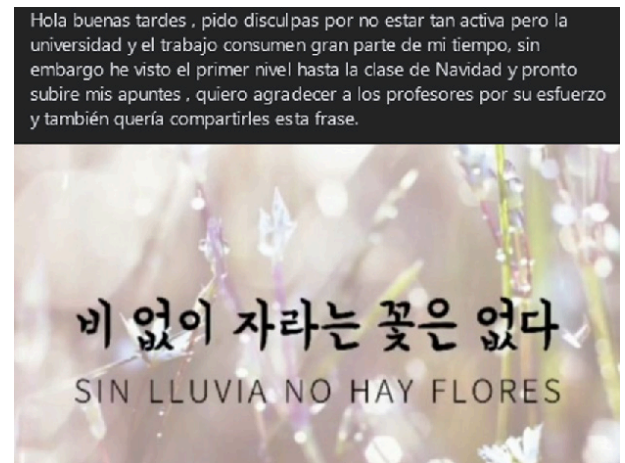 Hola buenas tardes , pido disculpas por no estar tan activa pero la
universidad y el trabajo consumen gran parte de mi tiempo, sin
embargo he visto el primer nivel hasta la clase de Navidad y pronto
subire mis apuntes , quiero agradecer a los profesores por su esfuerzo
y también quería compartirles esta frase.
비 없이 자라는 꽃은 없다
SIN LLUVIA NO HAY FLORES